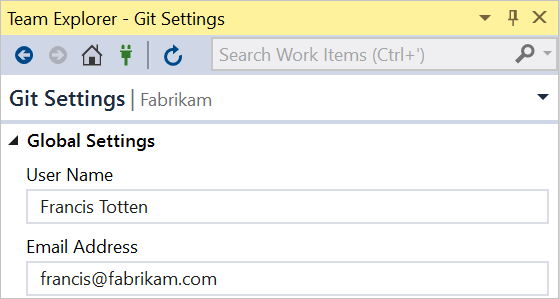 Team Explorer - Git Settings
Search Work Items (Ctrl+')
Git Settings | Fabrikam
Global Settings
User Name
Francis Totten
Email Address
francis@fabrikam.com